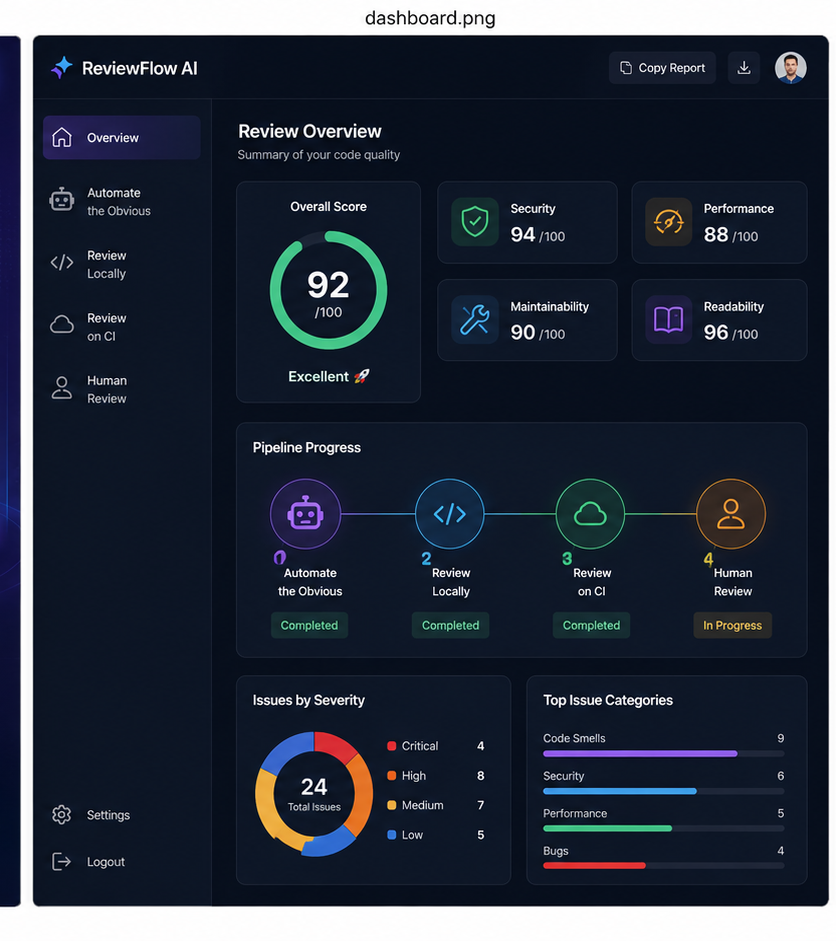 dashboard.png
ReviewFlow AI
Copy Report
Overview
Automate
the Obvious
Review
Locally
Review
on CI
Human
Review
Settings
Logout
Review Overview
Summary of your code quality
Overall Score
92
/100
Excellent 🚀
Security
94 /100
Performance
88 /100
Maintainability
90 /100
Readability
96 /100
Pipeline Progress
Automate
the Obvious
Completed
2
Review
Locally
Completed
3
Review
on CI
Completed
4
Human
Review
In Progress
Issues by Severity
24
Total Issues
Critical 4
High 8
Medium 7
Low 5
Top Issue Categories
Code Smells 9
Security 6
Performance 5
Bugs 4